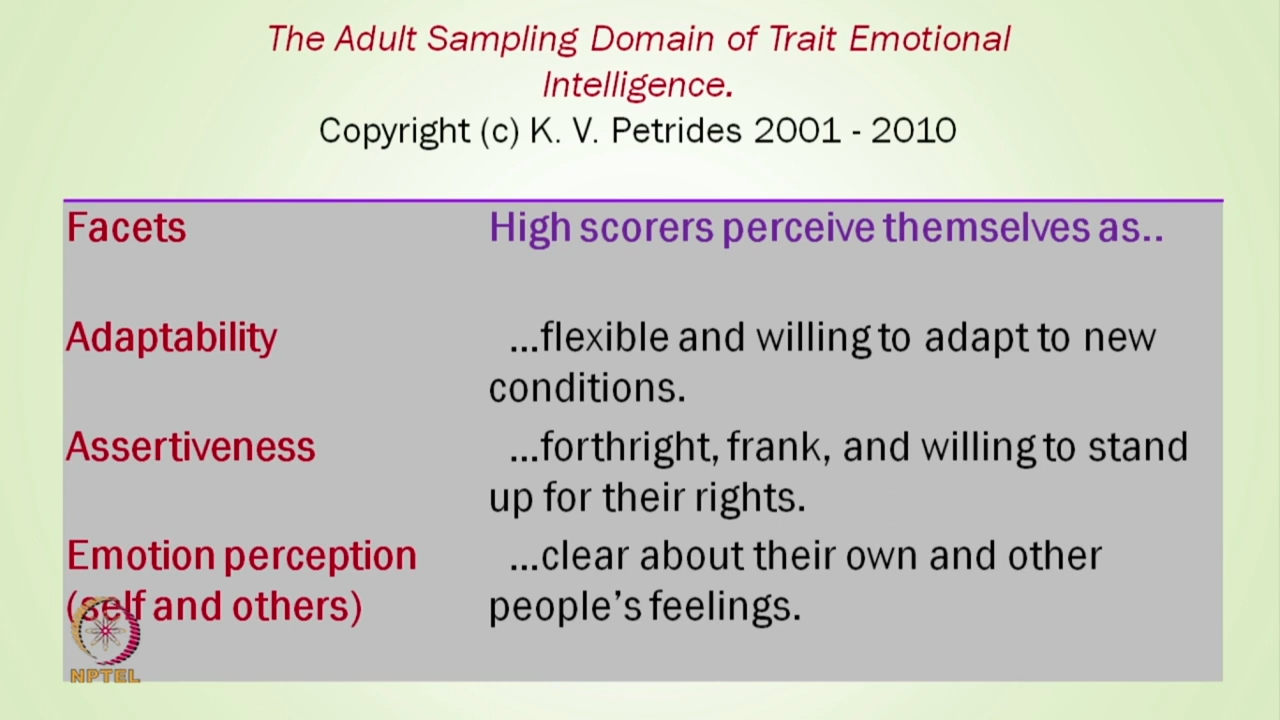 The Adult Sampling Domain of Trait Emotional
Intelligence.
Copyright (c) K. V. Petrides 2001 - 2010
Facets
High scorers perceive themselves as..
Adaptability
...flexible and willing to adapt to new
conditions.
Assertiveness
...forthright, frank, and willing to stand
up for their rights.
Emotion perception
(self and others)
...clear about their own and other
people's feelings.
NPTEL